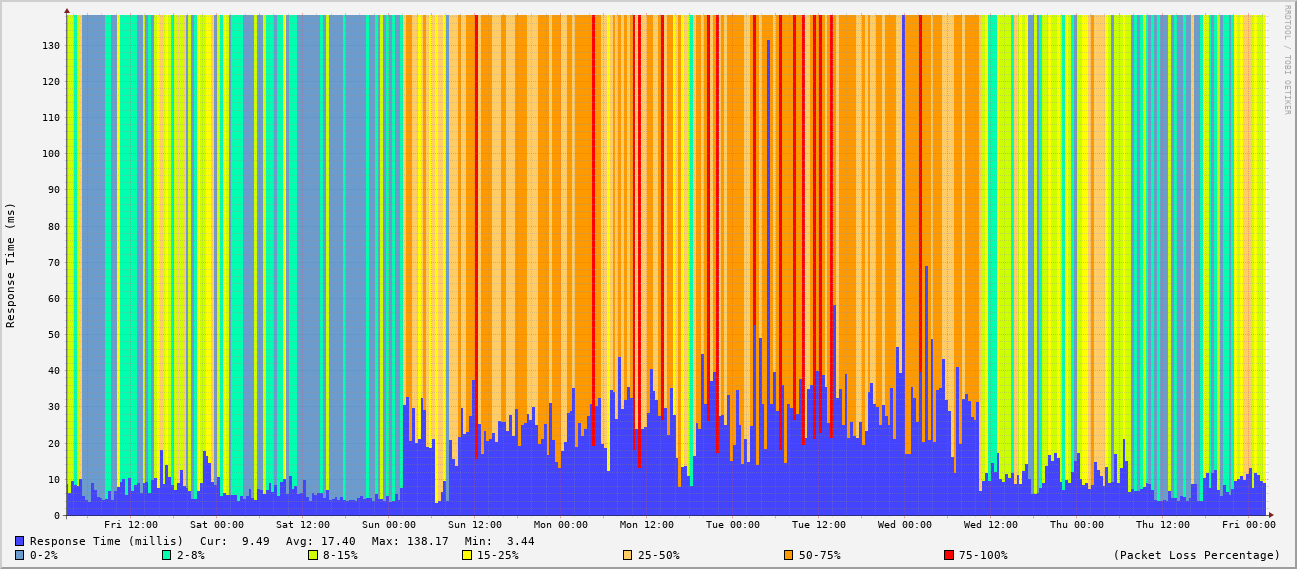 RRDTOOL / TOBI OETIKER
Response Time (ms)
130
120
110
100
90
80
70
60
50
40
30
20
10
0
Fri 12:00 Sat 00:00 Sat 12:00 Sun 00:00 Sun 12:00 Mon 00:00 Mon 12:00 Tue 00:00 Tue 12:00 Wed 00:00 Wed 12:00 Thu 00:00 Thu 12:00 Fri 00:00
Response Time (millis) Cur: 9.49 Avg: 17.40 Max: 138.17 Min: 3.44
0-2% 2-8% 8-15% 15-25% 25-50% 50-75% 75-100% (Packet Loss Percentage)